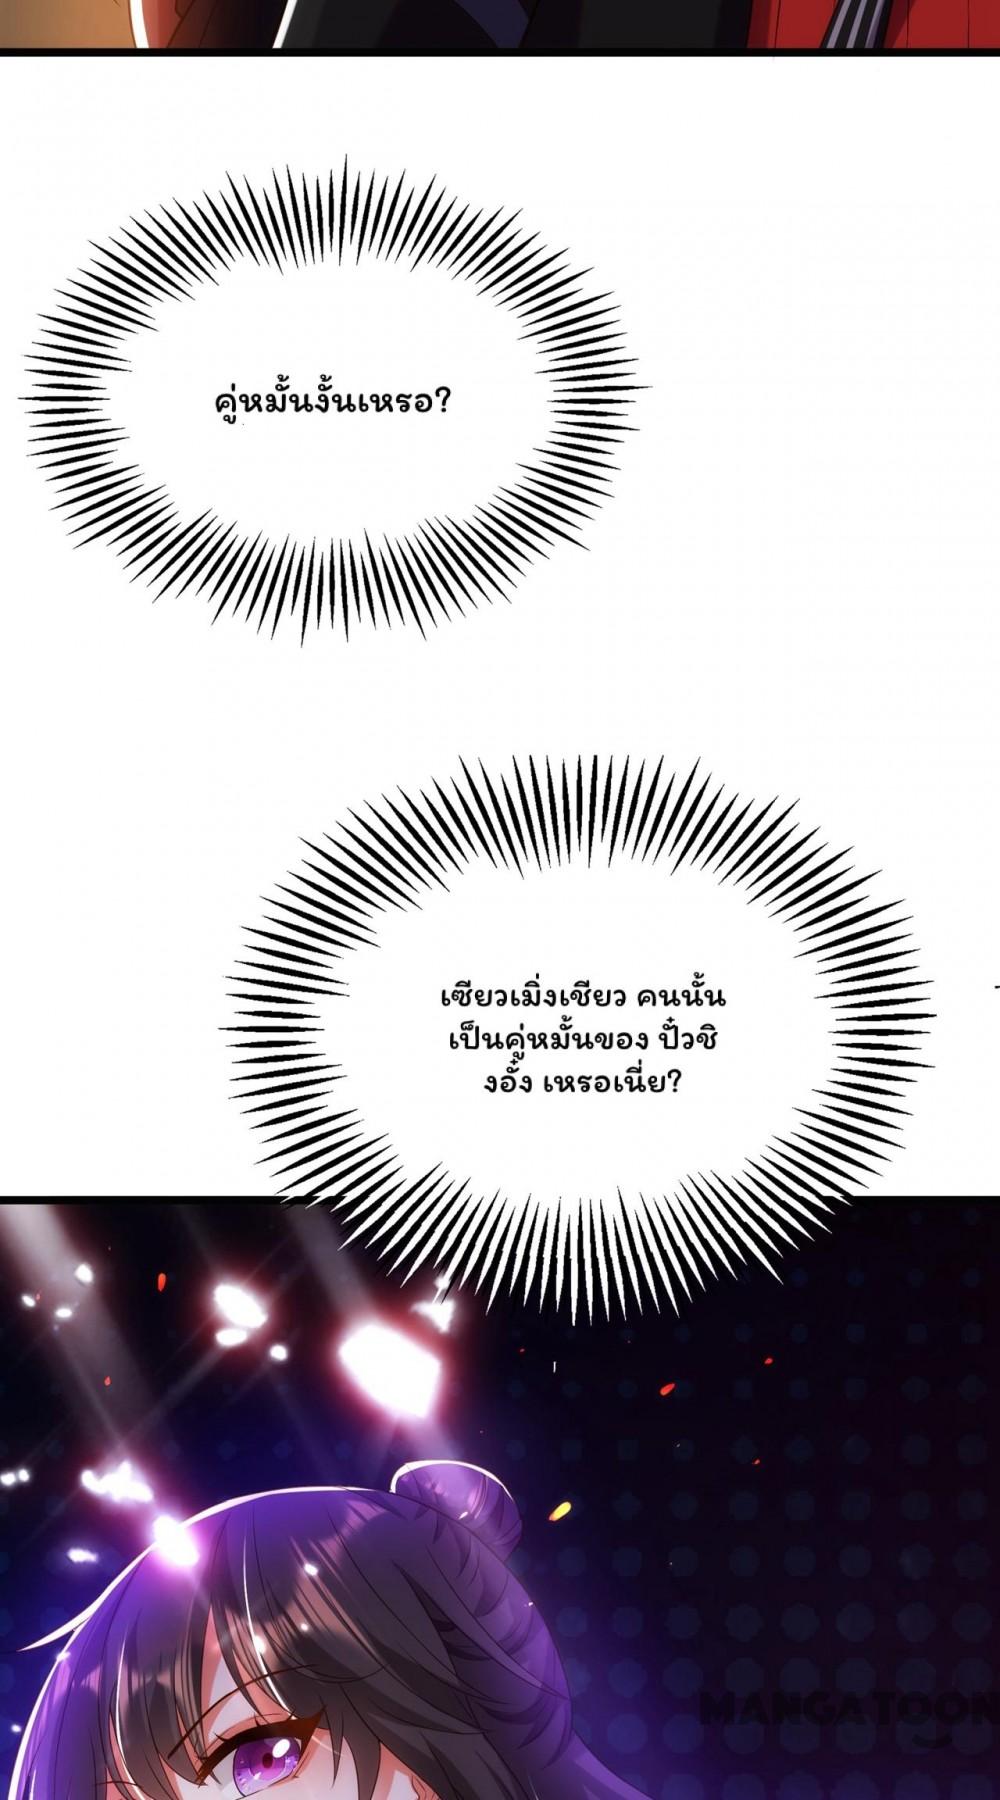 คู่หมั้นงั้นเหรอ?
เซียวเมิ่งเชียว คนนั้น
เป็นคู่หมั้นของ ปั๋วชิ
งอั๋ง เหรอเนี่ย?
MANGATOON